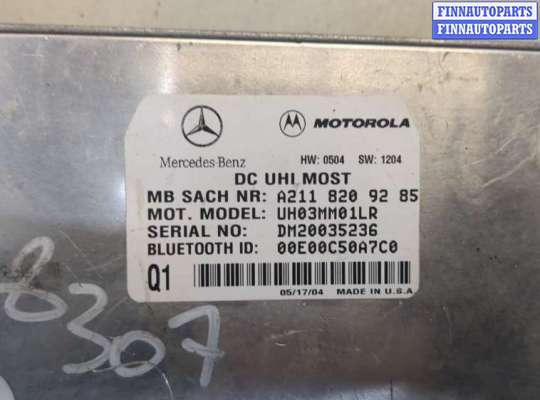 FINNAUTOPARTS
FINNAUTOPARTS
Mercedes-Benz
MOTOROLA
HW: 0504 SW: 1204
DC UHI MOST
MB SACH NR: A211 820 92 85
MOT. MODEL: UH03MM01LR
SERIAL NO: DM20035236
BLUETOOTH ID: 00E00C50A7C0
Q1
05/17/04 MADE IN U.S.A
8307